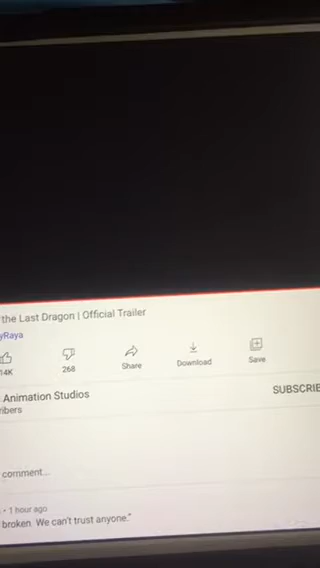 the Last Dragon | Official Trailer
yRaya
14K
268
Share
Download
Save
Animation Studios
SUBSCRIB
ribers
comment...
• 1 hour ago
broken. We can't trust anyone."